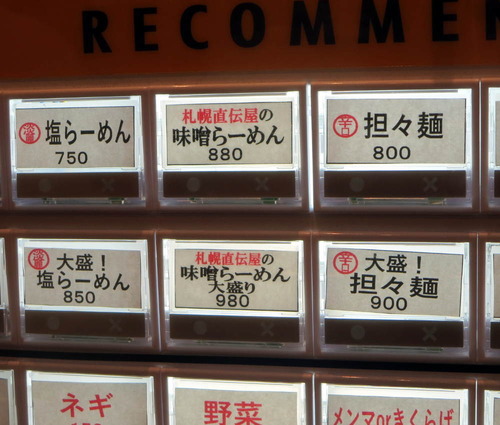 RECOMME
塩らーめん
750
札幌直伝屋の
味噌らーめん
880
辛 担々麺
800
大盛！
塩らーめん
850
札幌直伝屋の
味噌らーめん
大盛り
980
辛 大盛！
担々麺
900
ネギ
野菜
メンマorきくらげ